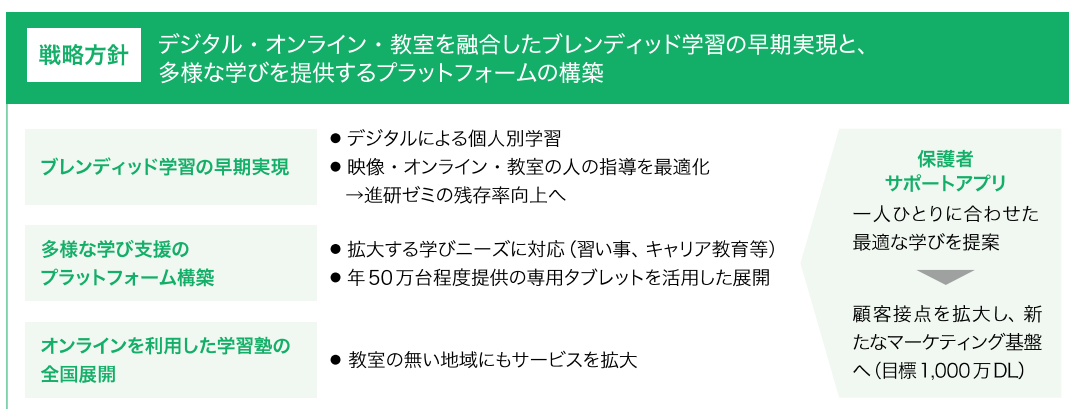 戦略方針
デジタル・オンライン・教室を融合したブレンディッド学習の早期実現と、
多様な学びを提供するプラットフォームの構築
ブレンディッド学習の早期実現
● デジタルによる個人別学習
● 映像・オンライン・教室の人の指導を最適化
→進研ゼミの残存率向上へ
多様な学び支援の
プラットフォーム構築
● 拡大する学びニーズに対応（習い事、キャリア教育等）
● 年50万台程度提供の専用タブレットを活用した展開
オンラインを利用した学習塾の
全国展開
● 教室の無い地域にもサービスを拡大
保護者
サポートアプリ
一人ひとりに合わせた
最適な学びを提案
顧客接点を拡大し、新
たなマーケティング基盤
へ（目標1,000万DL）